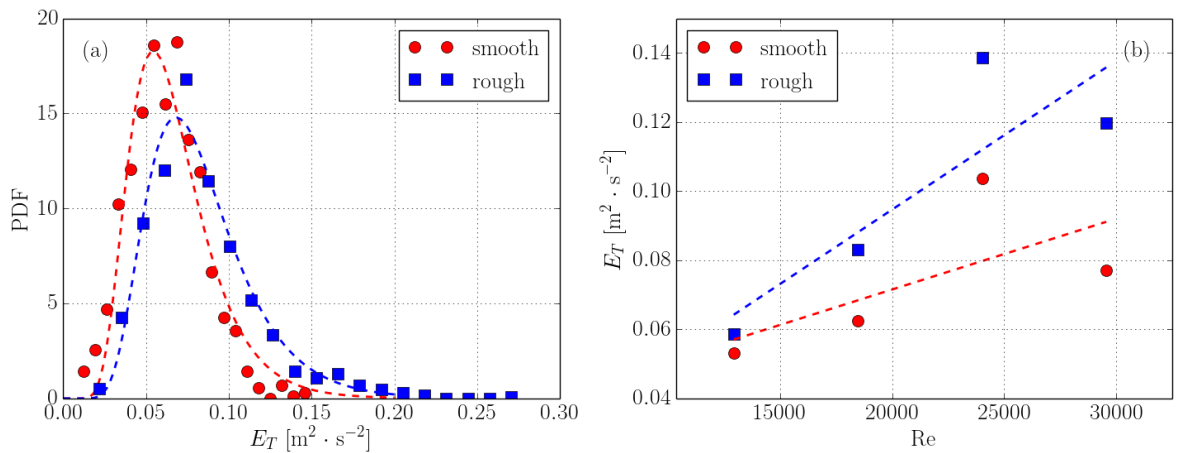 20
15
10
5
0
PDF
(a)
smooth
rough
0.00 0.05 0.10 0.15 0.20 0.25 0.30
E_T [m² · s⁻²]
0.14
0.12
0.10
0.08
0.06
0.04
E_T [m² · s⁻²]
smooth
rough
(b)
15000 20000 25000 30000
Re